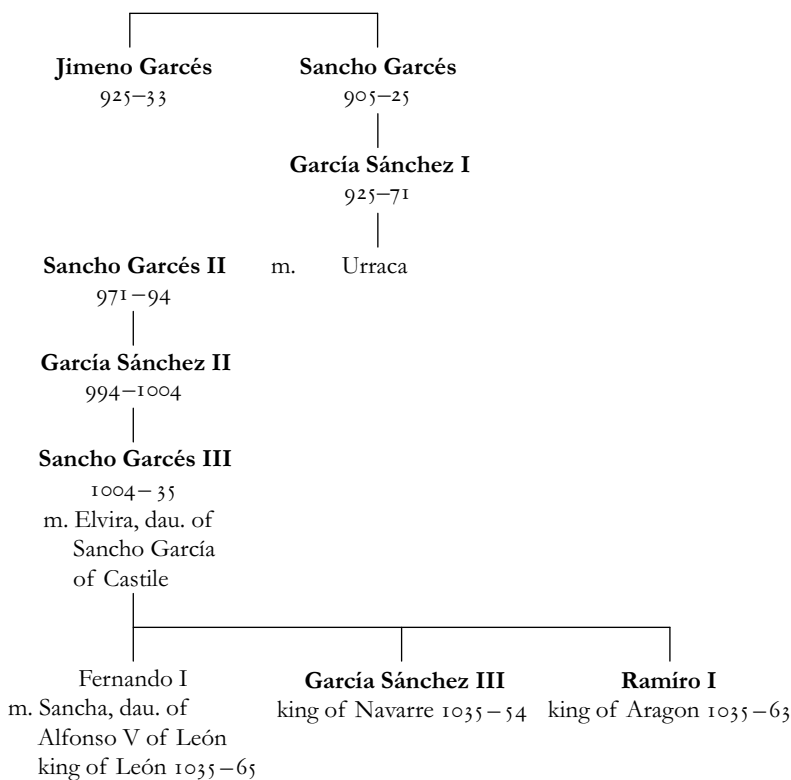 Jimeno Garcés Sancho Garcés
925–33 905–25
García Sánchez I
925–71
Sancho Garcés II m. Urraca
971–94
García Sánchez II
994–1004
Sancho Garcés III
1004–35
m. Elvira, dau. of
Sancho García
of Castile
Fernando I García Sánchez III Ramíro I
m. Sancha, dau. of king of Navarre 1035–54 king of Aragon 1035–63
Alfonso V of León
king of León 1035–65